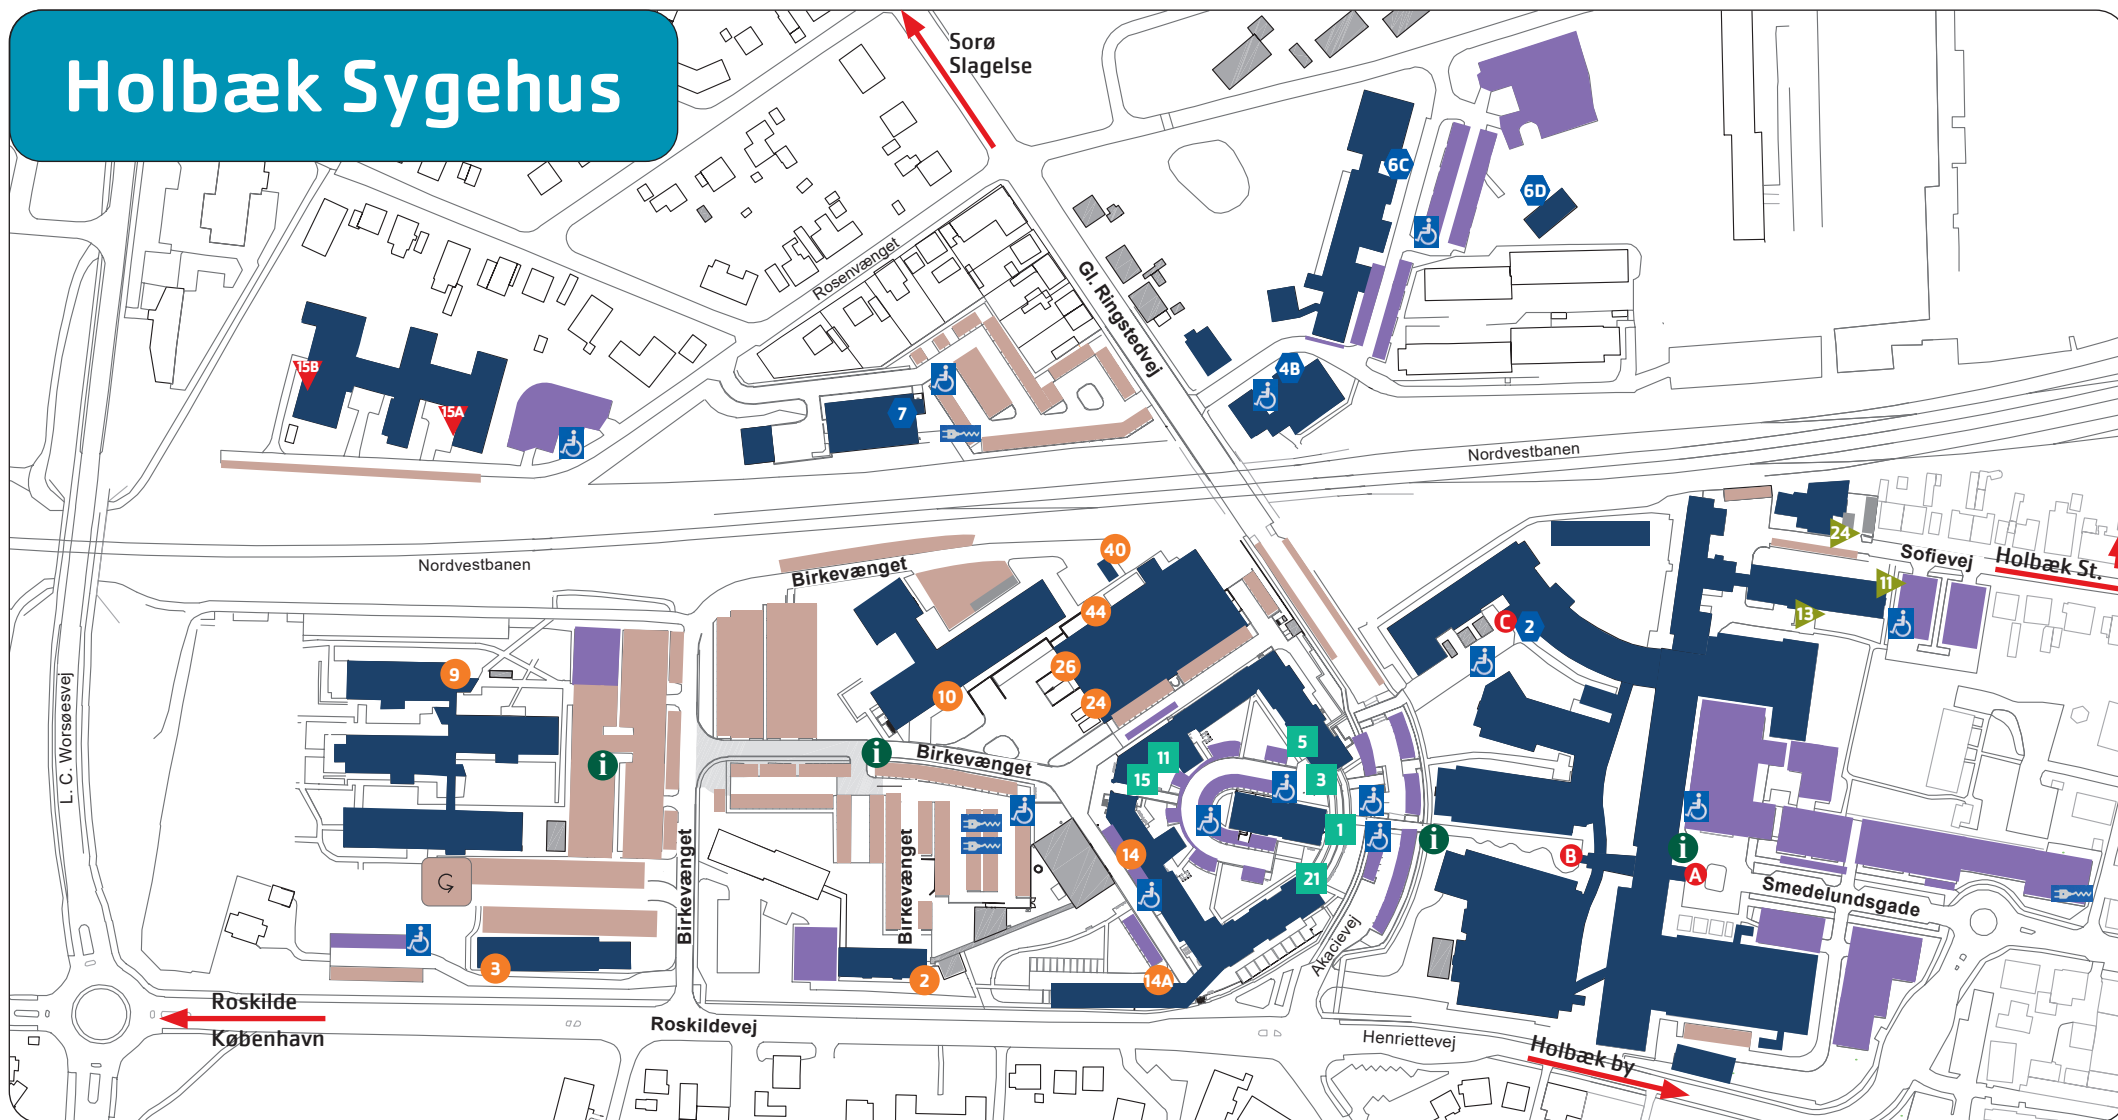 Holbæk Sygehus
Sorø
Slagelse
6C
6D
Rosenvænget
Gl. Ringstedvej
15B
15A
4B
7
Nordvestbanen
24
Sofievej
Holbæk St.
11
13
Nordvestbanen
Birkevænget
40
44
26
24
10
9
C
2
L. C. Worsøesvej
i
i
Birkevænget
11
15
5
3
1
21
14
14A
i
B
i
A
Smedelundsgade
Birkevænget
Birkevænget
Akacievej
3
2
Roskilde
København
Roskildevej
Henriettevej
Holbæk by